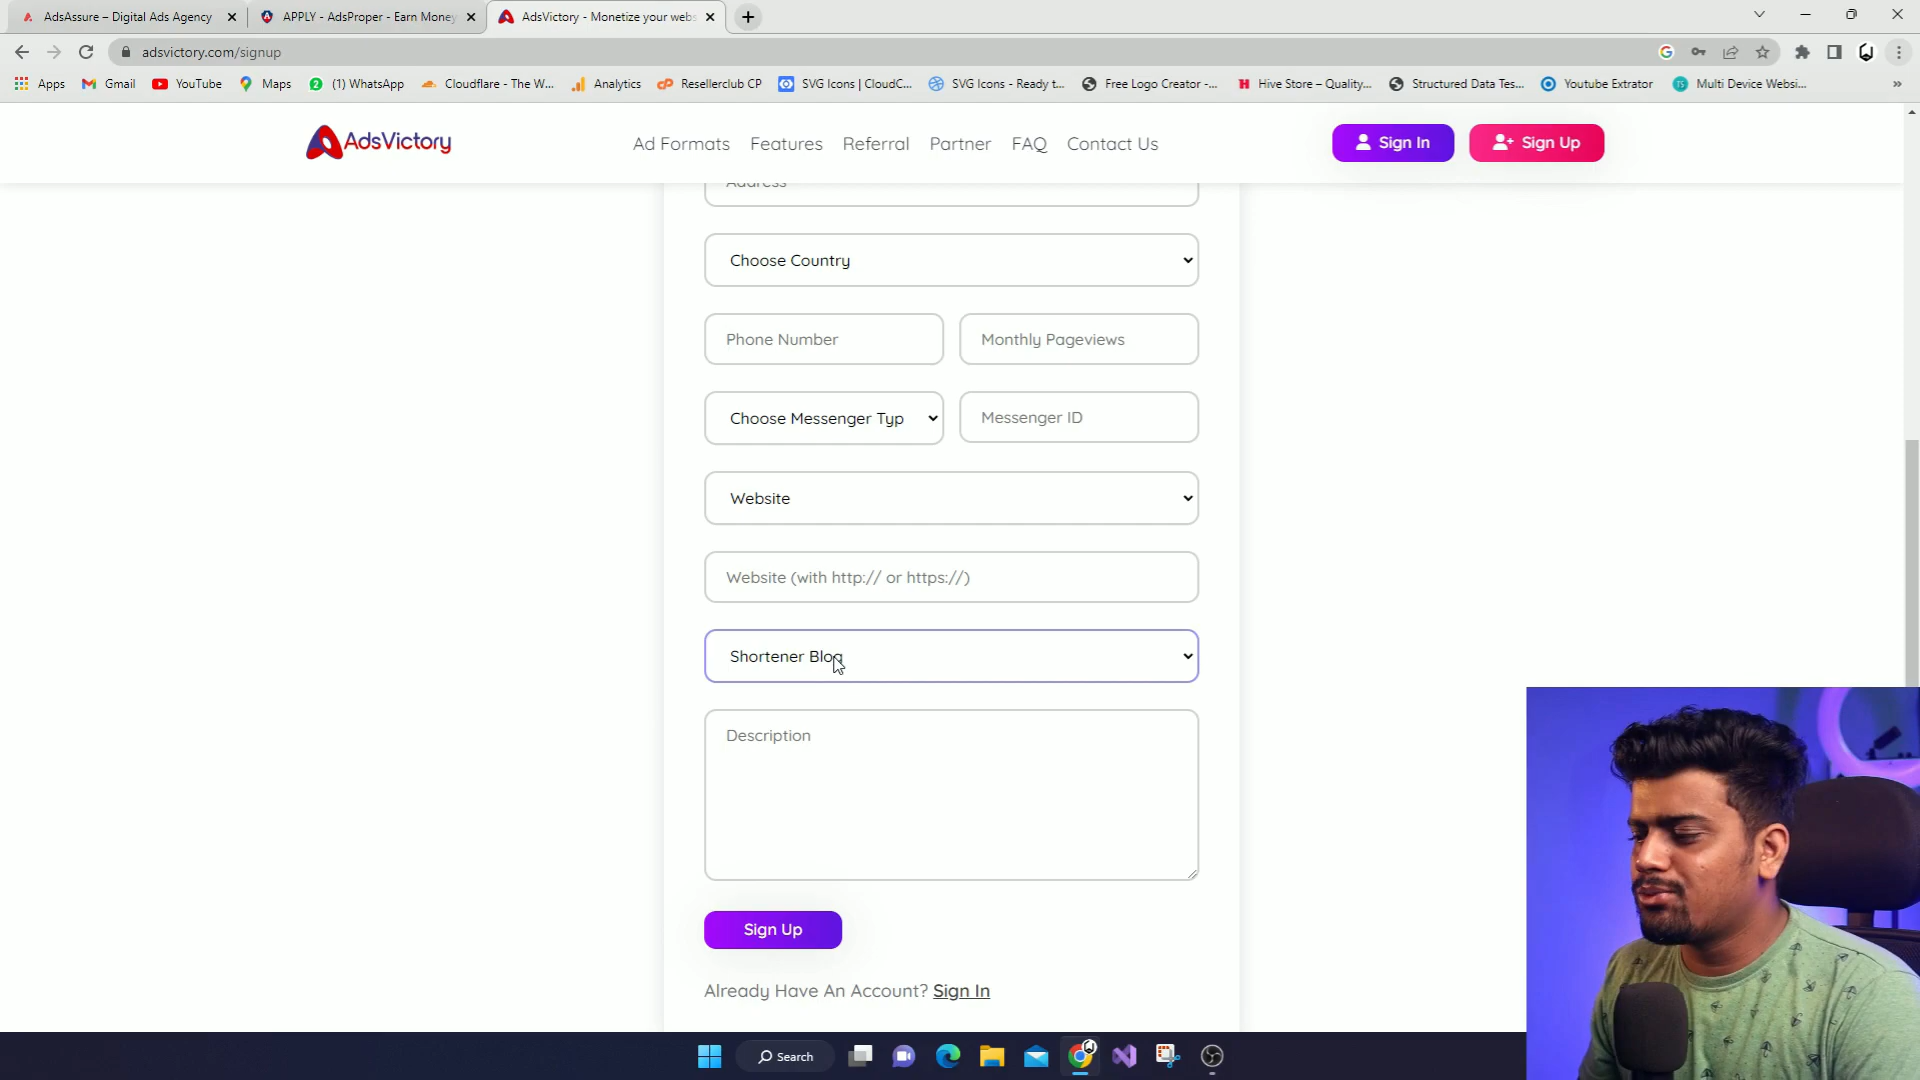 AdsAssure – Digital Ads Agency
APPLY - AdsProper - Earn Money
AdsVictory - Monetize your webs
adsvictory.com/signup
Apps
Gmail
YouTube
Maps
(1) WhatsApp
Cloudflare - The W...
Analytics
Resellerclub CP
SVG Icons | CloudC...
SVG Icons - Ready t...
Free Logo Creator -...
Hive Store – Quality...
Structured Data Tes...
Youtube Extrator
Multi Device Websi...
AdsVictory
Ad Formats
Features
Referral
Partner
FAQ
Contact Us
Sign In
Sign Up
Address
Choose Country
Phone Number
Monthly Pageviews
Choose Messenger Typ
Messenger ID
Website
Website (with http:// or https://)
Shortener Blog
Description
Sign Up
Already Have An Account? Sign In
Search